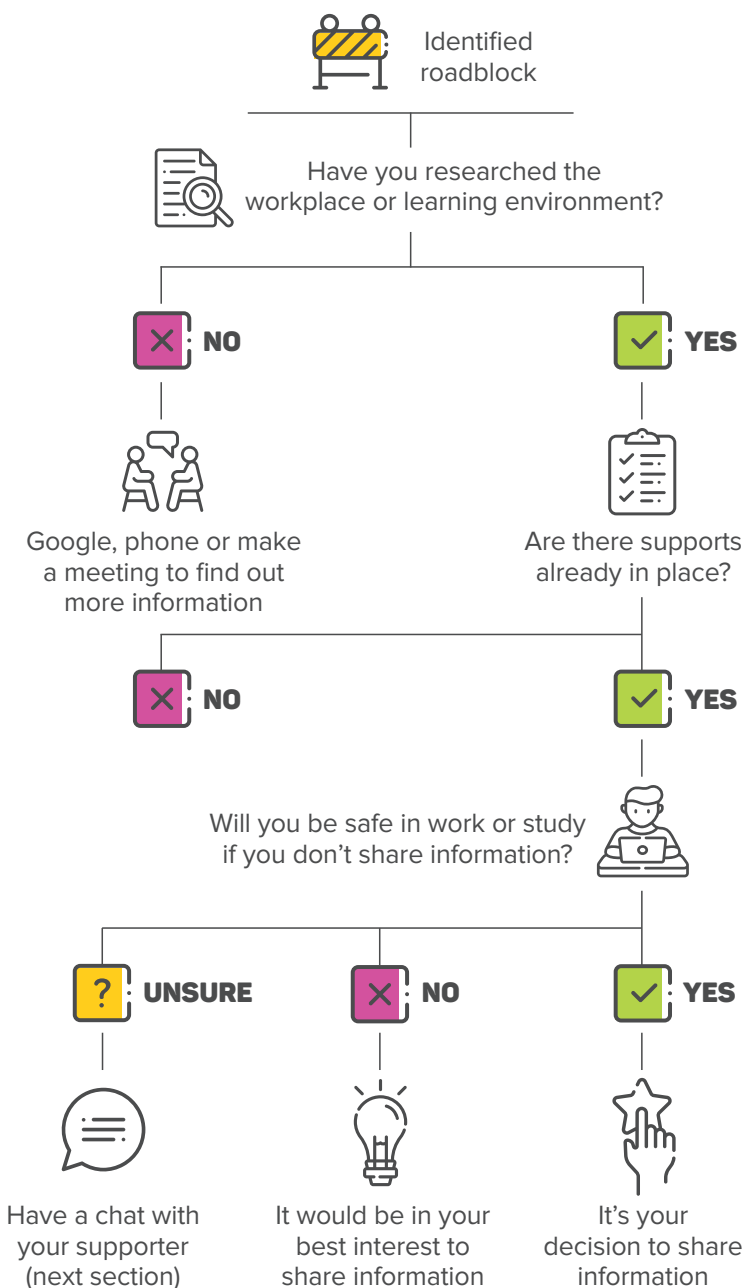 Identified
roadblock
Have you researched the
workplace or learning environment?
NO
YES
Google, phone or make
a meeting to find out
more information
Are there supports
already in place?
NO
YES
Will you be safe in work or study
if you don’t share information?
UNSURE
NO
YES
Have a chat with
your supporter
(next section)
It would be in your
best interest to
share information
It’s your
decision to share
information